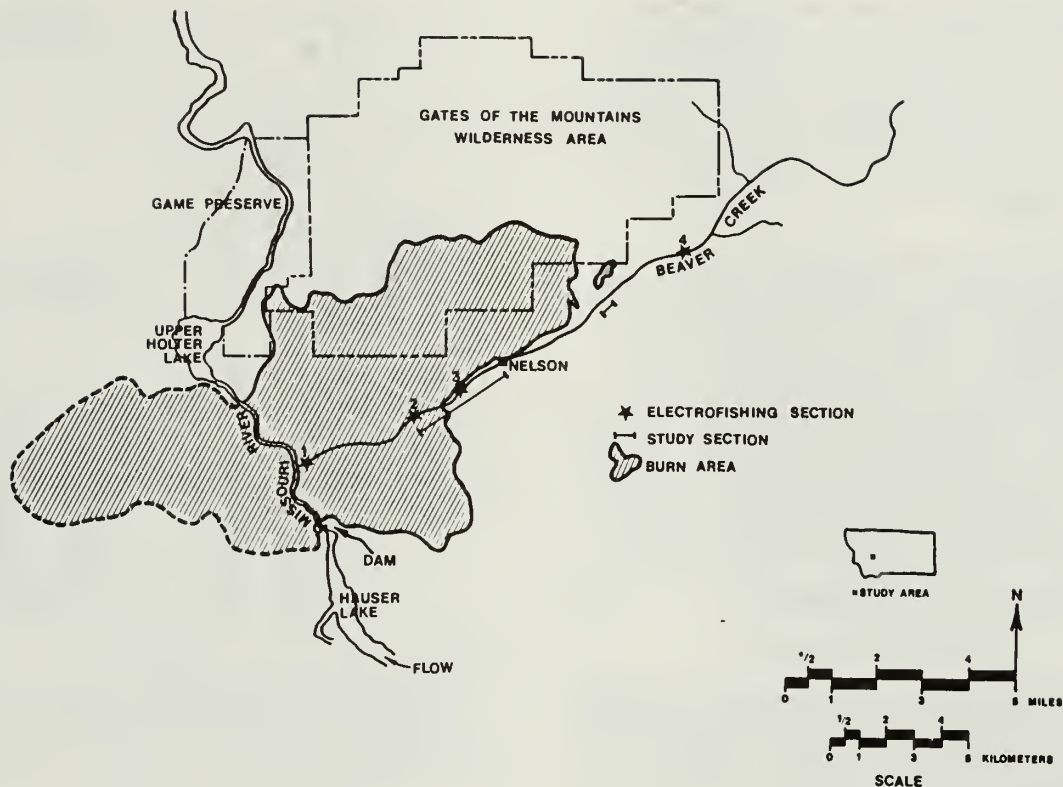 GATES OF THE MOUNTAINS
WILDERNESS AREA
GAME PRESERVE
CREEK
4
BEAVER
UPPER
HOLTER
LAKE
NELSON
3
2
1
RIVER
MISSOURI
ELECTROFISHING SECTION
STUDY SECTION
BURN AREA
DAM
HAUSER
LAKE
FLOW
STUDY AREA
N
1/2 2 4
0 1 3 5 MILES
1/2 2 4
0 1 3 5 KILOMETERS
SCALE